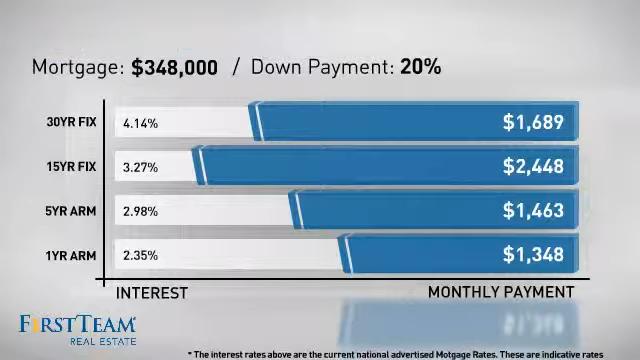 Mortgage: $348,000 / Down Payment: 20%
30YR FIX 4.14% $1,689
15YR FIX 3.27% $2,448
5YR ARM 2.98% $1,463
1YR ARM 2.35% $1,348
INTEREST MONTHLY PAYMENT
FIRSTTEAM®
REAL ESTATE
* The interest rates above are the current national advertised Motgage Rates. These are indicative rates